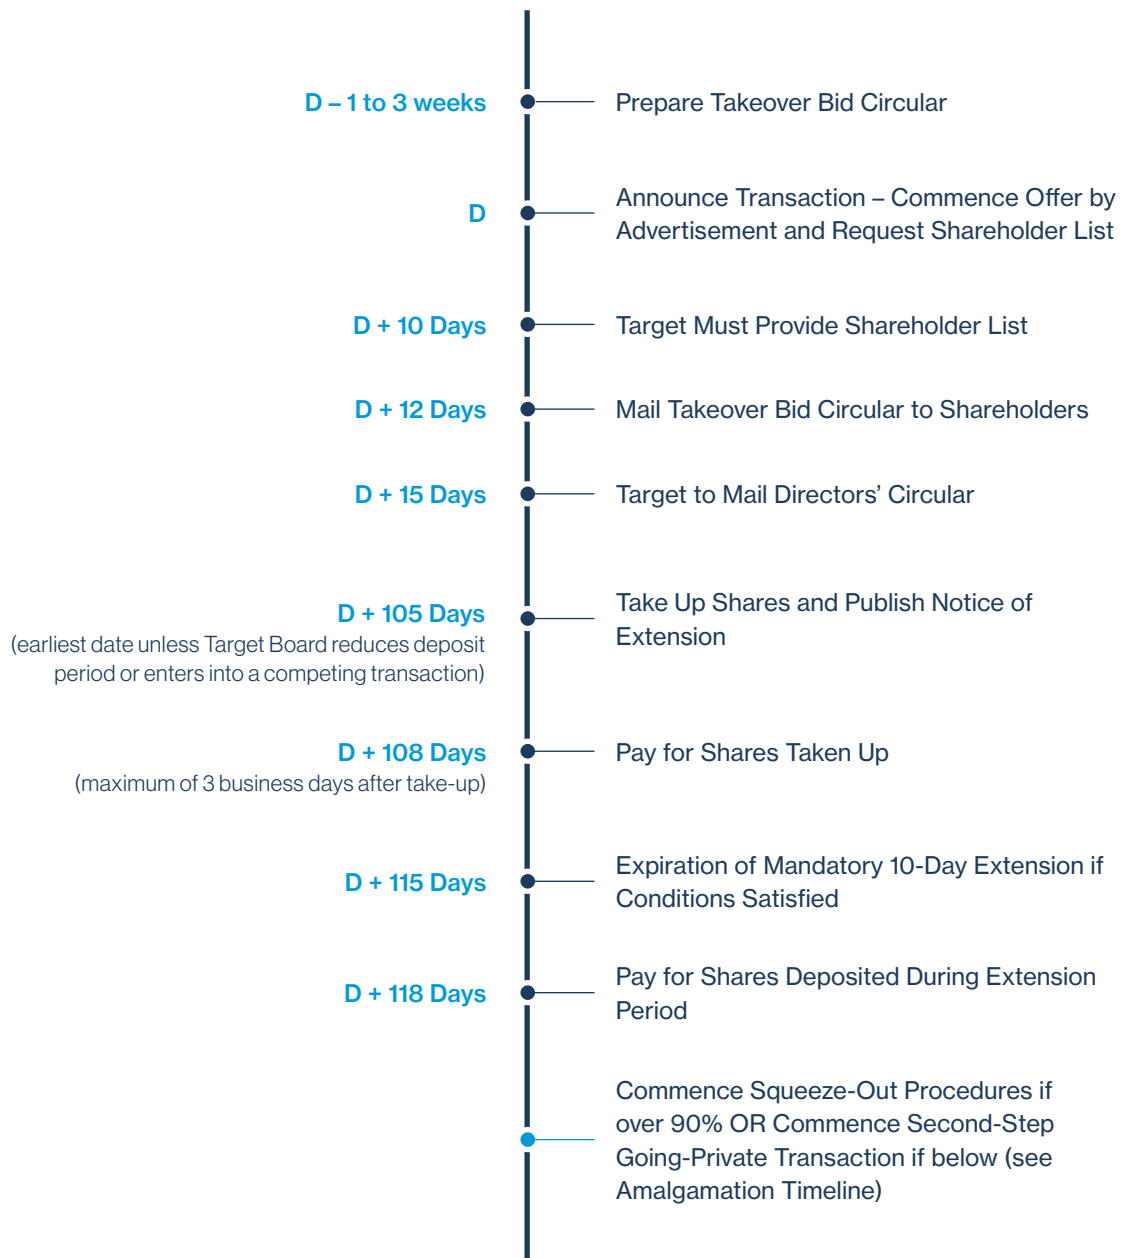 D – 1 to 3 weeks
Prepare Takeover Bid Circular
D
Announce Transaction – Commence Offer by
Advertisement and Request Shareholder List
D + 10 Days
Target Must Provide Shareholder List
D + 12 Days
Mail Takeover Bid Circular to Shareholders
D + 15 Days
Target to Mail Directors’ Circular
D + 105 Days
(earliest date unless Target Board reduces deposit
period or enters into a competing transaction)
Take Up Shares and Publish Notice of
Extension
D + 108 Days
(maximum of 3 business days after take-up)
Pay for Shares Taken Up
D + 115 Days
Expiration of Mandatory 10-Day Extension if
Conditions Satisfied
D + 118 Days
Pay for Shares Deposited During Extension
Period
Commence Squeeze-Out Procedures if
over 90% OR Commence Second-Step
Going-Private Transaction if below (see
Amalgamation Timeline)